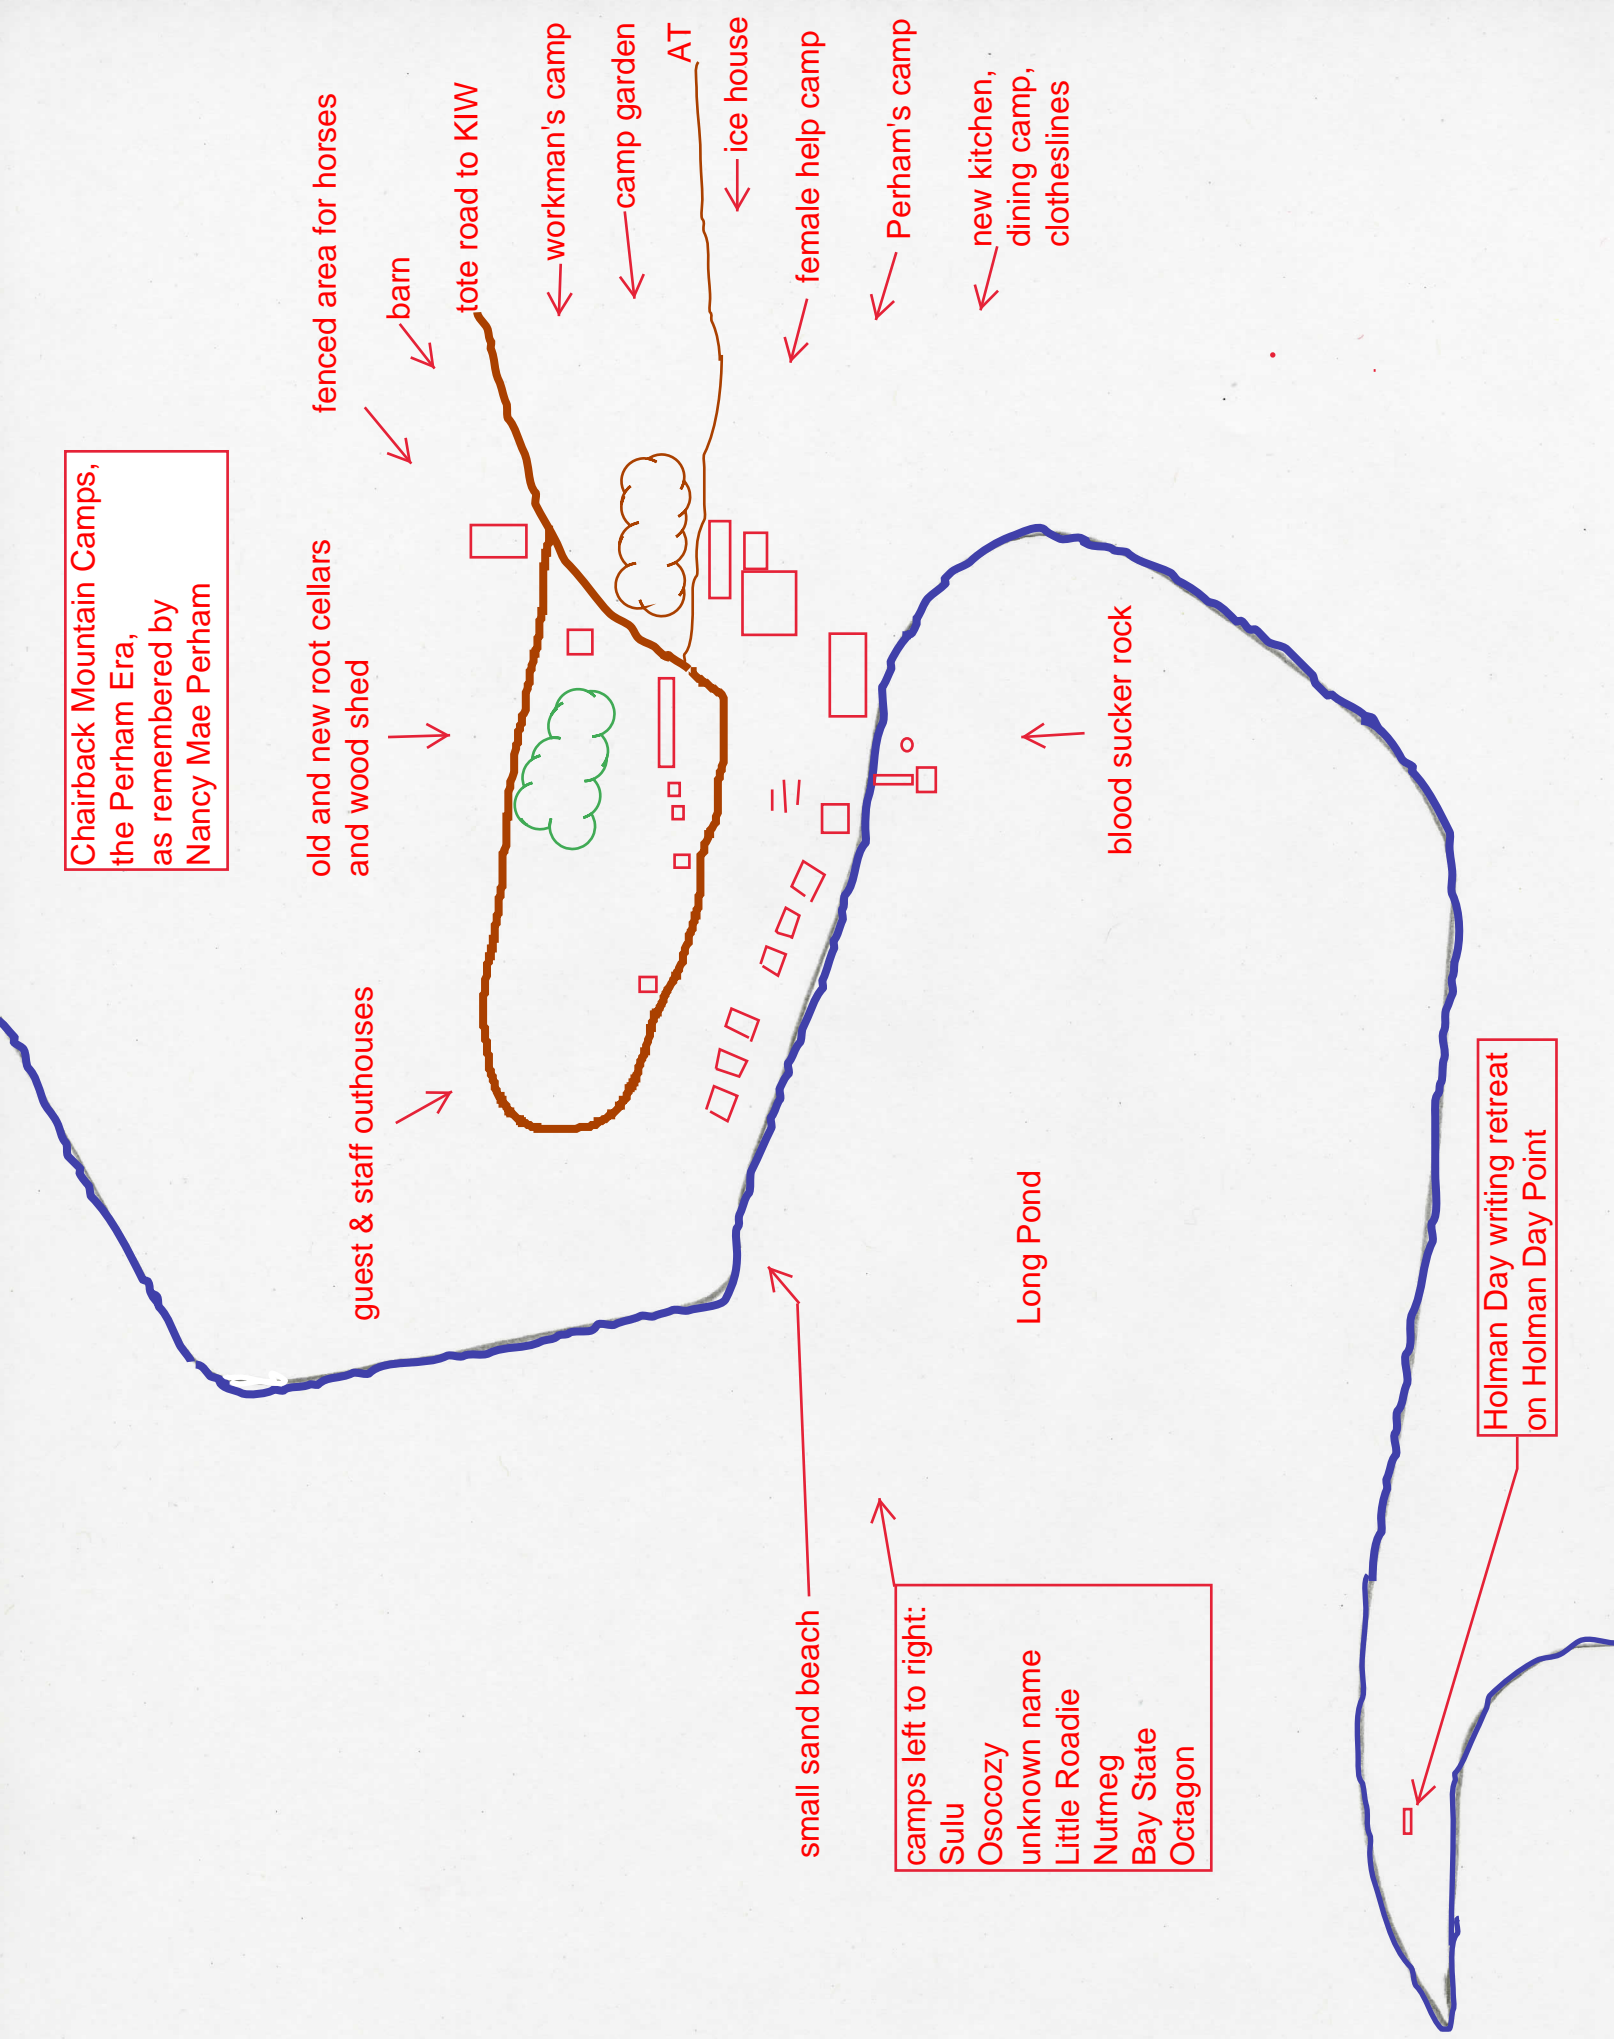 Chairback Mountain Camps,
the Perham Era,
as remembered by
Nancy Mae Perham
guest & staff outhouses
old and new root cellars
and wood shed
fenced area for horses
barn
tote road to KIW
workman's camp
camp garden
AT
ice house
female help camp
Perham's camp
new kitchen,
dining camp,
clotheslines
blood sucker rock
Long Pond
small sand beach
camps left to right:
Sulu
Osocozy
unknown name
Little Roadie
Nutmeg
Bay State
Octagon
Holman Day writing retreat
on Holman Day Point